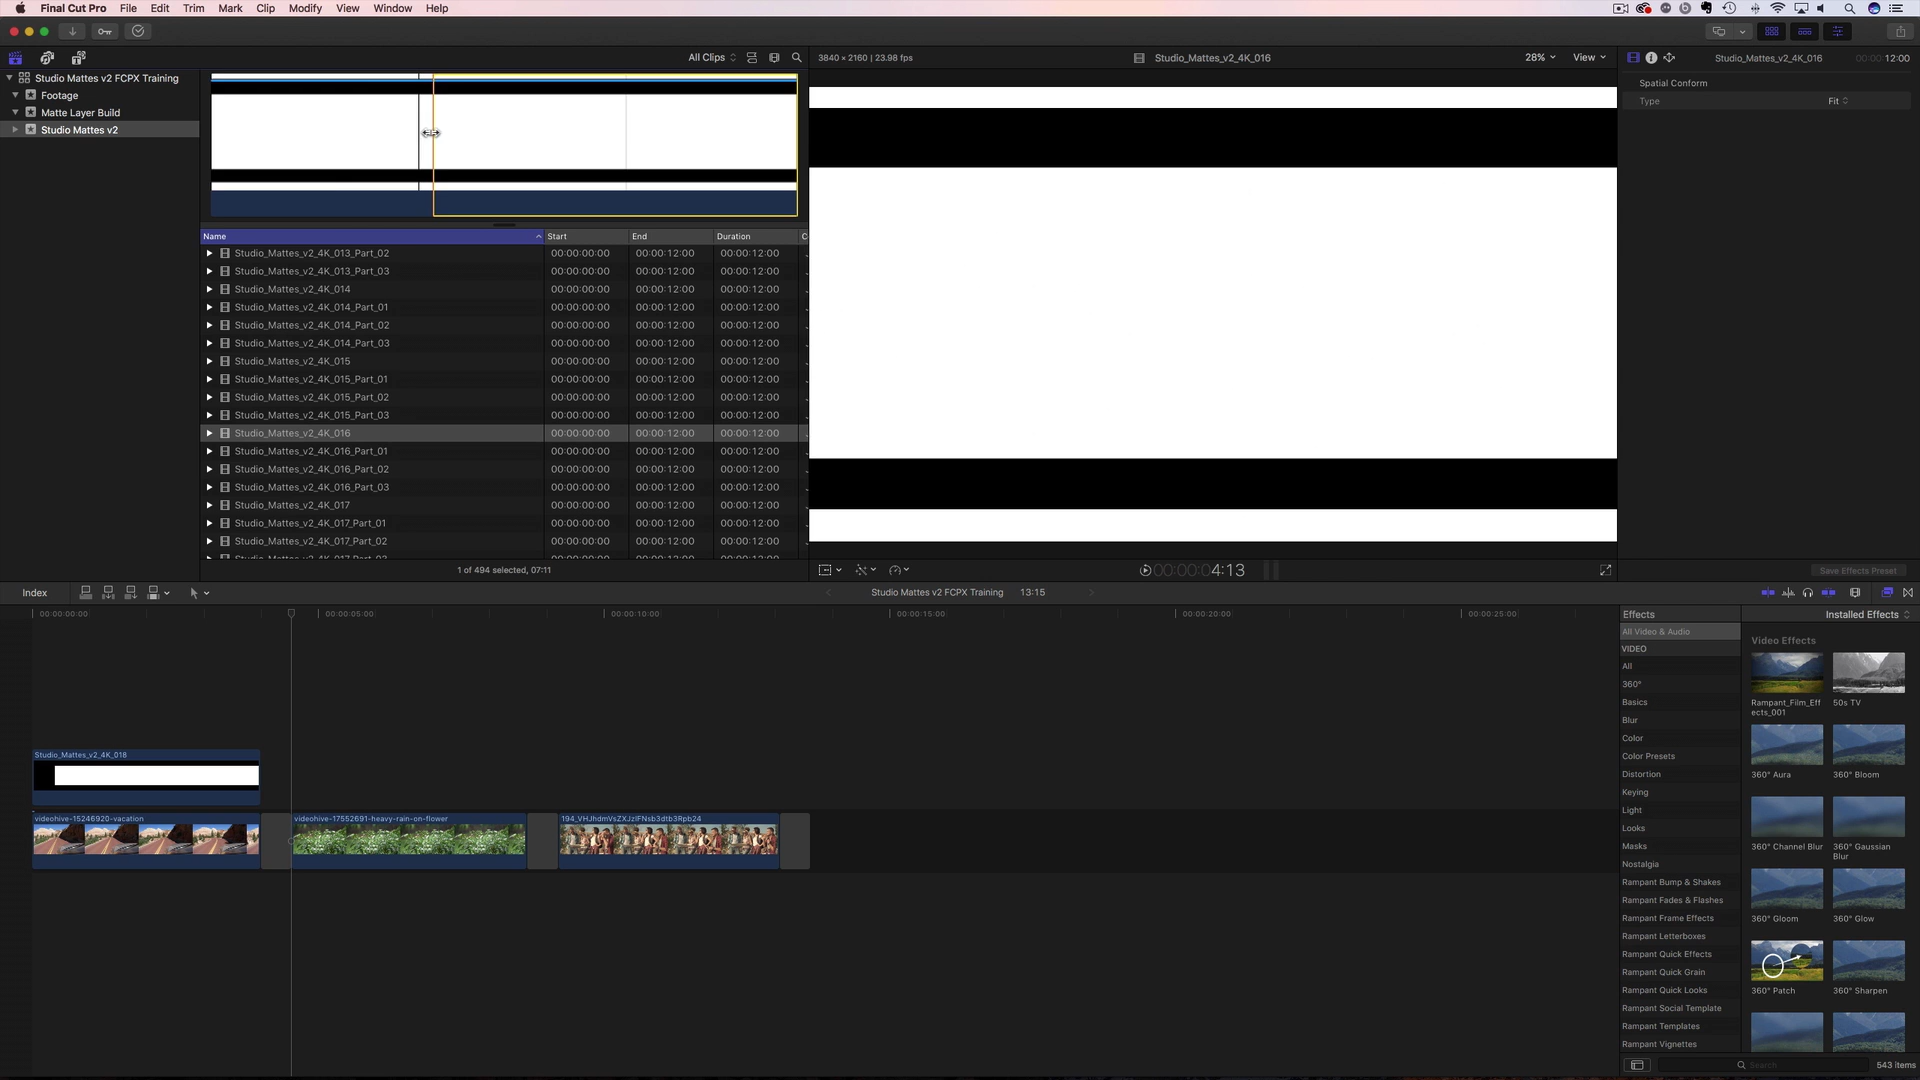 Final Cut Pro File Edit Trim Mark Clip Modify View Window Help
All Clips
3840 × 2160 | 23.98 fps
Studio_Mattes_v2_4K_016
28%
View
Studio_Mattes_v2_4K_016
00:00:12:00
Studio Mattes v2 FCPX Training
Footage
Matte Layer Build
Studio Mattes v2
Spatial Conform
Type Fit
Name Start End Duration
Studio_Mattes_v2_4K_013_Part_02 00:00:00:00 00:00:12:00 00:00:12:00
Studio_Mattes_v2_4K_013_Part_03 00:00:00:00 00:00:12:00 00:00:12:00
Studio_Mattes_v2_4K_014 00:00:00:00 00:00:12:00 00:00:12:00
Studio_Mattes_v2_4K_014_Part_01 00:00:00:00 00:00:12:00 00:00:12:00
Studio_Mattes_v2_4K_014_Part_02 00:00:00:00 00:00:12:00 00:00:12:00
Studio_Mattes_v2_4K_014_Part_03 00:00:00:00 00:00:12:00 00:00:12:00
Studio_Mattes_v2_4K_015 00:00:00:00 00:00:12:00 00:00:12:00
Studio_Mattes_v2_4K_015_Part_01 00:00:00:00 00:00:12:00 00:00:12:00
Studio_Mattes_v2_4K_015_Part_02 00:00:00:00 00:00:12:00 00:00:12:00
Studio_Mattes_v2_4K_015_Part_03 00:00:00:00 00:00:12:00 00:00:12:00
Studio_Mattes_v2_4K_016 00:00:00:00 00:00:12:00 00:00:12:00
Studio_Mattes_v2_4K_016_Part_01 00:00:00:00 00:00:12:00 00:00:12:00
Studio_Mattes_v2_4K_016_Part_02 00:00:00:00 00:00:12:00 00:00:12:00
Studio_Mattes_v2_4K_016_Part_03 00:00:00:00 00:00:12:00 00:00:12:00
Studio_Mattes_v2_4K_017 00:00:00:00 00:00:12:00 00:00:12:00
Studio_Mattes_v2_4K_017_Part_01 00:00:00:00 00:00:12:00 00:00:12:00
Studio_Mattes_v2_4K_017_Part_02 00:00:00:00 00:00:12:00 00:00:12:00
1 of 494 selected, 07:11
00:00:04:13
Save Effects Preset
Index
Studio Mattes v2 FCPX Training 13:15
00:00:00:00 00:00:05:00 00:00:10:00 00:00:15:00 00:00:20:00 00:00:25:00
Studio_Mattes_v2_4K_018
videohive-15246920-vacation
videohive-17552691-heavy-rain-on-flower
194_VHJhdmVsZXJzIFNsb3dtb3Rpb24
Effects
Installed Effects
All Video & Audio
VIDEO
All
360°
Basics
Blur
Color
Color Presets
Distortion
Keying
Light
Looks
Masks
Nostalgia
Rampant Bump & Shakes
Rampant Fades & Flashes
Rampant Frame Effects
Rampant Letterboxes
Rampant Quick Effects
Rampant Quick Grain
Rampant Quick Looks
Rampant Social Template
Rampant Templates
Rampant Vignettes
Video Effects
Rampant_Film_Eff
ects_001
50s TV
360° Aura
360° Bloom
360° Channel Blur
360° Gaussian
Blur
360° Gloom
360° Glow
360° Patch
360° Sharpen
Search
543 items